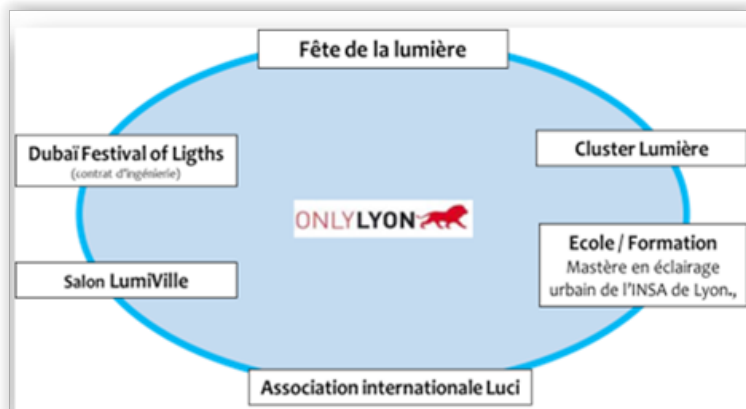 Fête de la lumière
Dubaï Festival of Ligths
(contrat d'ingénierie)
Cluster Lumière
ONLYLYON
Ecole / Formation
Mastère en éclairage
urbain de l'INSA de Lyon.,
Salon LumiVille
Association internationale Luci